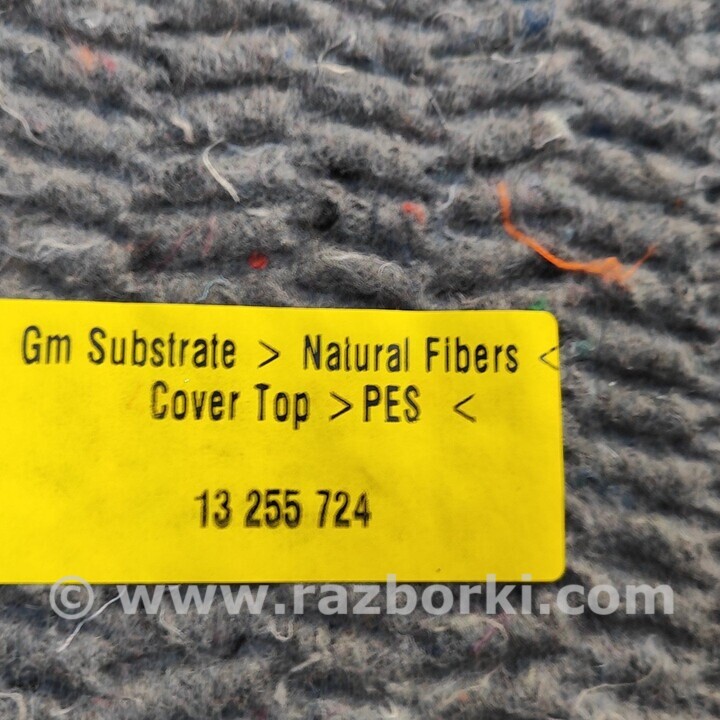 Gm Substrate > Natural Fibers <
Cover Top >PES <
13 255 724
© www.razborki.com